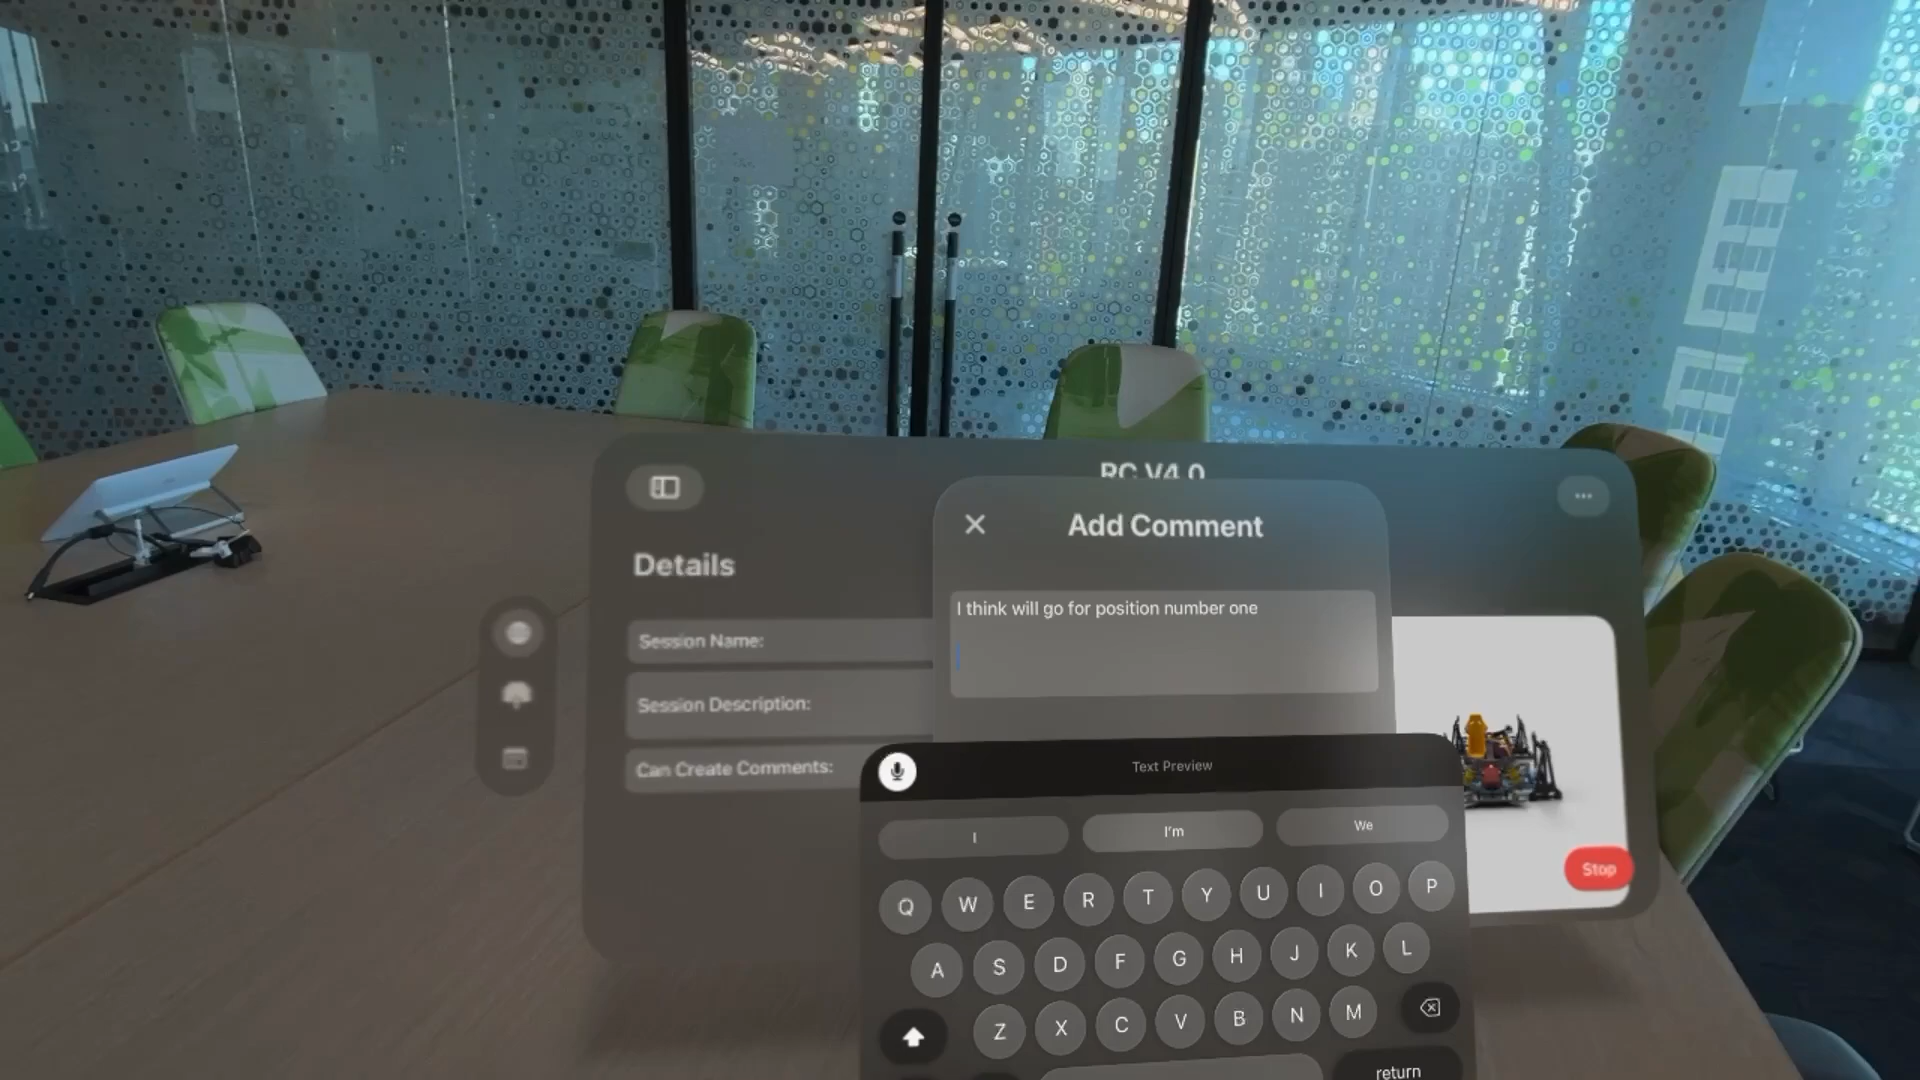 RC V4.0
Add Comment
Details
I think will go for position number one
Session Name:
Session Description:
Can Create Comments:
Text Preview
I
I'm
We
Stop
Q W E R T Y U I O P
A S D F G H J K L
Z X C V B N M
return